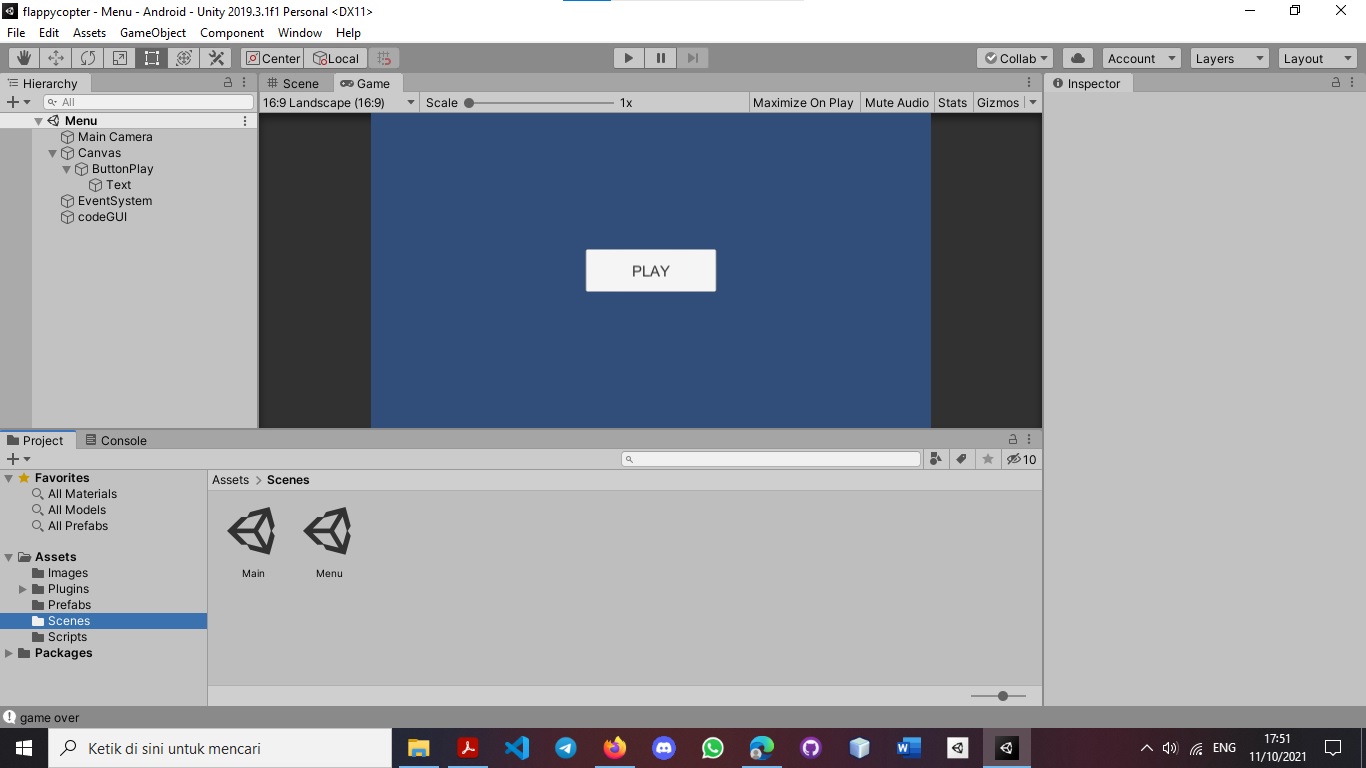 flappycopter - Menu - Android - Unity 2019.3.1f1 Personal <DX11>
File Edit Assets GameObject Component Window Help
Center Local Collab Account Layers Layout
Hierarchy
All
Menu
Main Camera
Canvas
ButtonPlay
Text
EventSystem
codeGUI
Scene Game
16:9 Landscape (16:9) Scale 1x Maximize On Play Mute Audio Stats Gizmos
PLAY
Inspector
Project Console
10
Favorites
All Materials
All Models
All Prefabs
Assets
Images
Plugins
Prefabs
Scenes
Scripts
Packages
Assets > Scenes
Main Menu
game over
Ketik di sini untuk mencari
ENG
17:51
11/10/2021